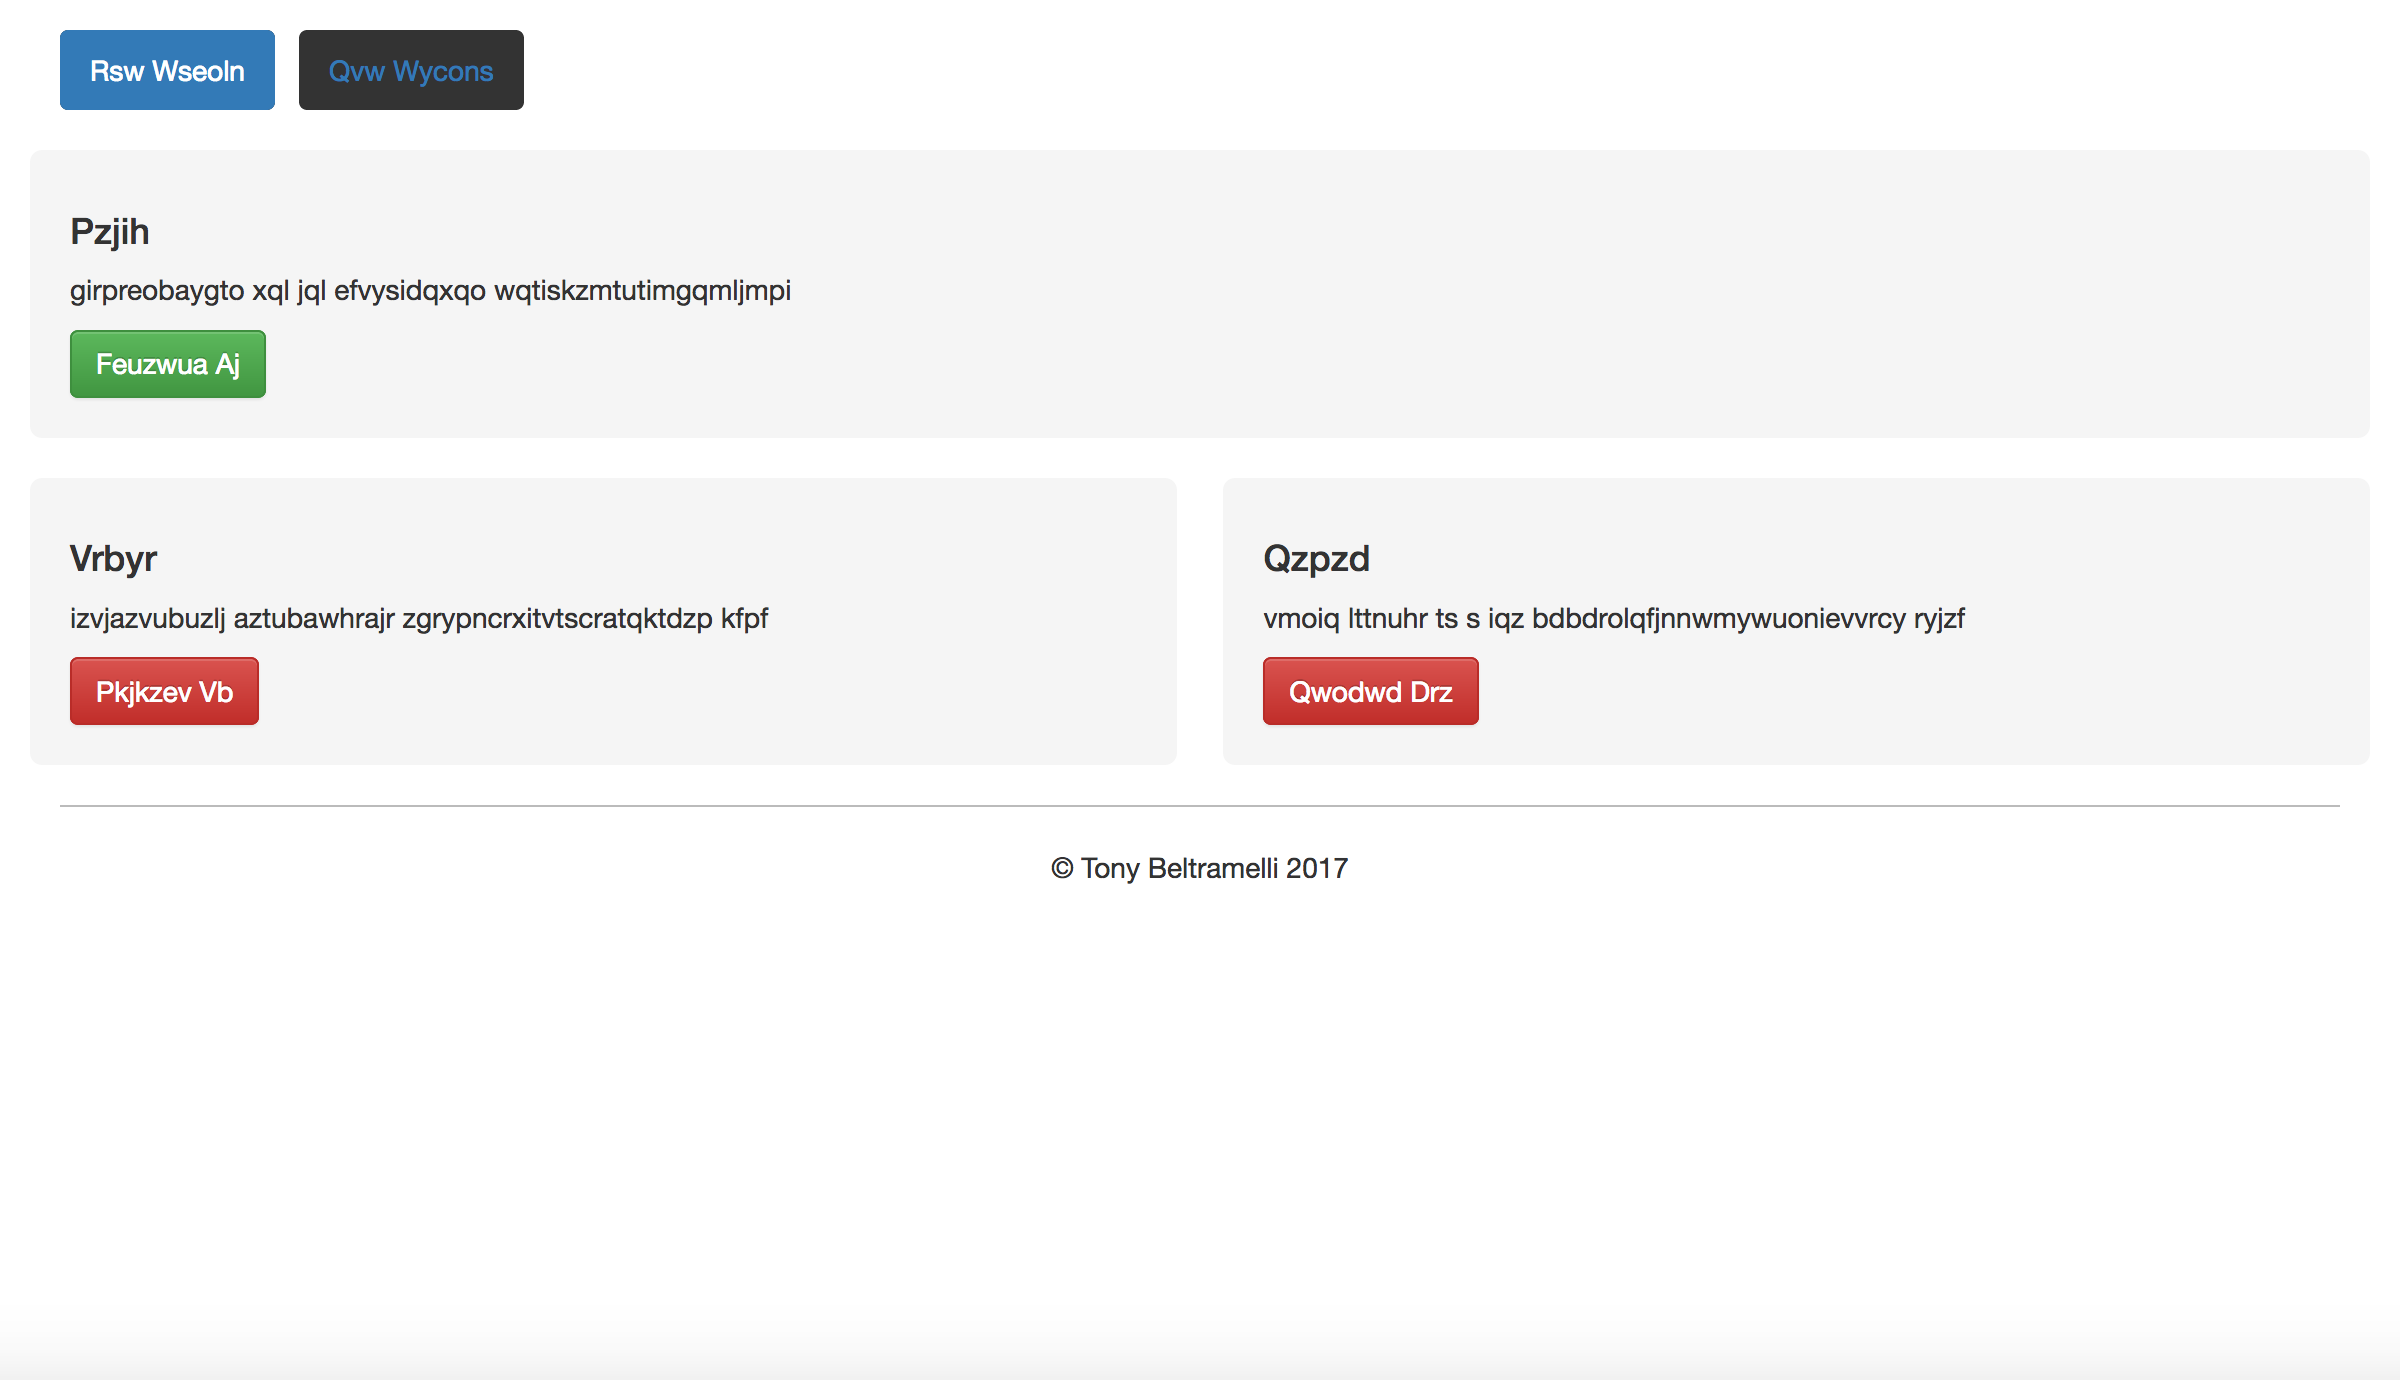 Rsw Wseoln Qvw Wycons
Pzjih
girpreobaygto xql jql efvysidqxqo wqtiskzmtutimgqmljmpi
Feuzwua Aj
Vrbyr
izvjazvubuzlj aztubawhrajr zgrypncrxitvtscratqktdzp kfpf
Pkjkzev Vb
Qzpzd
vmoiq lttnuhr ts s iqz bdbdrolqfjnnwmywuonievvrcy ryjzf
Qwodwd Drz
© Tony Beltramelli 2017